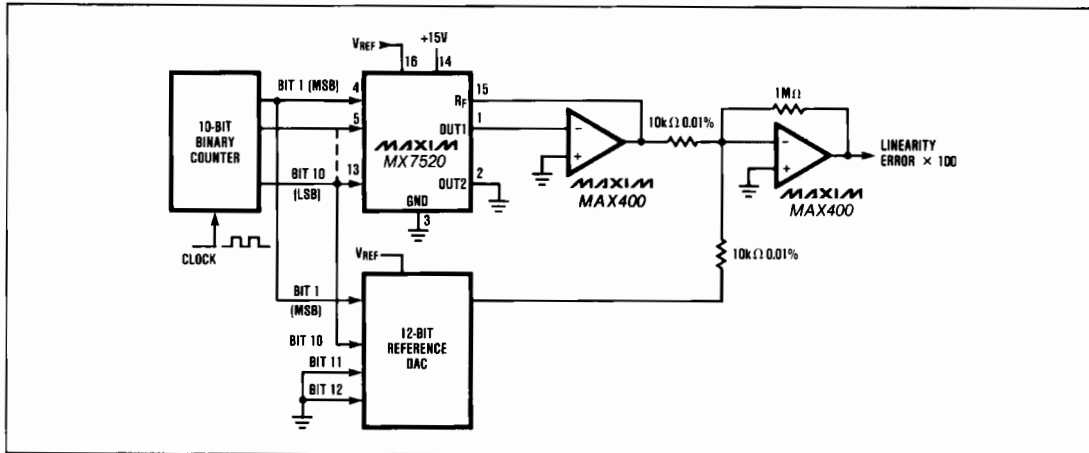 VREF
+15V
16
14
BIT 1 (MSB)
4
15
RF
1MΩ
10-BIT
BINARY
COUNTER
5
MAXIM
MX7520
OUT1
1
10kΩ 0.01%
LINEARITY
ERROR × 100
BIT 10
(LSB)
13
OUT2
2
GND
3
MAXIM
MAX400
MAXIM
MAX400
CLOCK
VREF
10kΩ 0.01%
BIT 1
(MSB)
12-BIT
REFERENCE
DAC
BIT 10
BIT 11
BIT 12
-
+
-
+